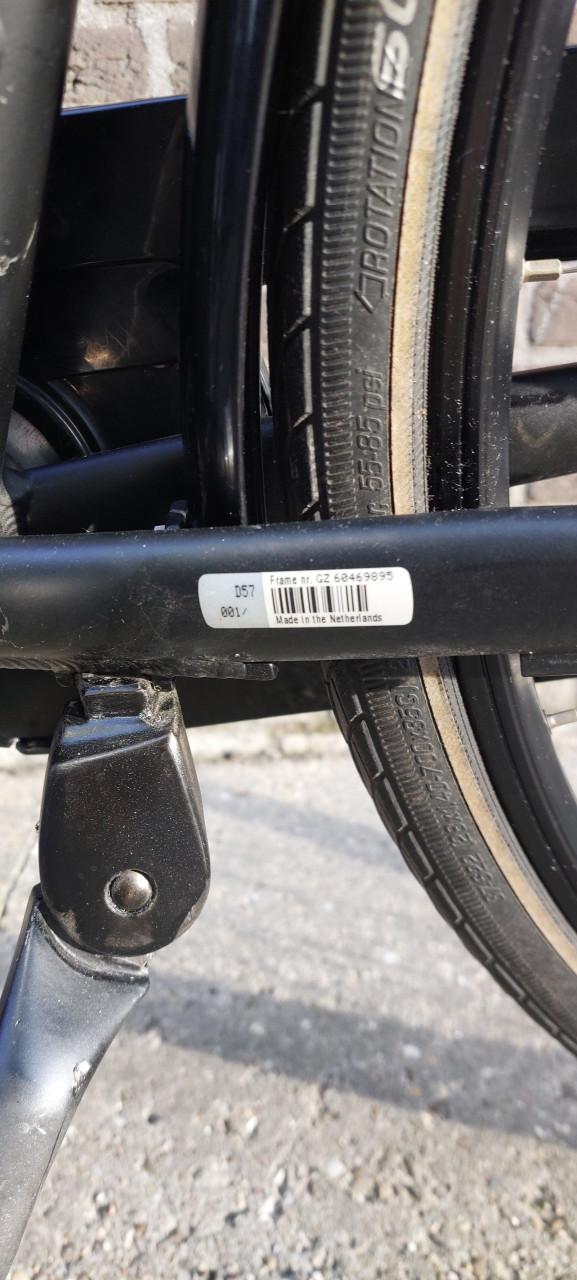 ROTATION
55-85 psi
D57
001/
Frame nr. GZ 60469895
Made in the Netherlands